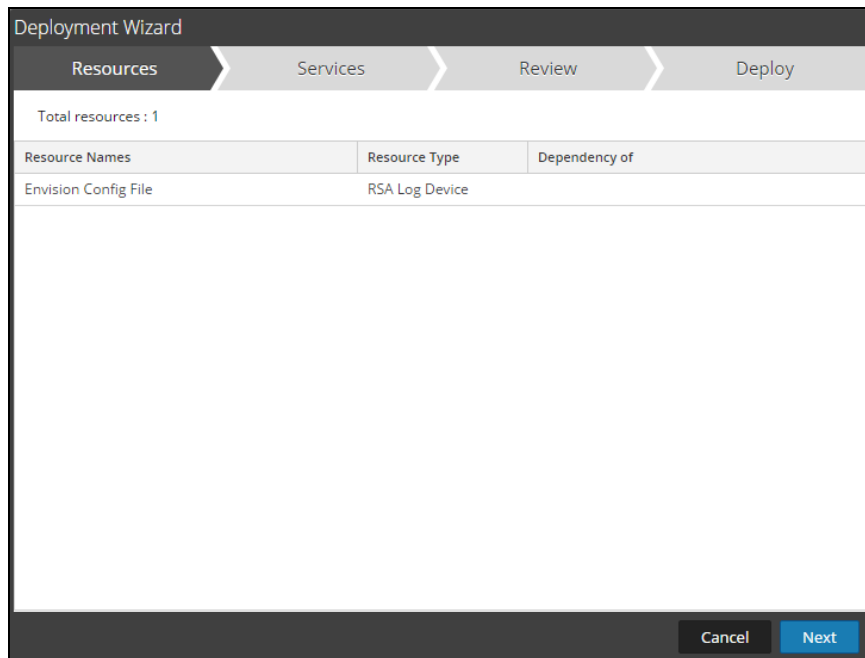 Deployment Wizard
Resources Services Review Deploy
Total resources : 1
Resource Names Resource Type Dependency of
Envision Config File RSA Log Device
Cancel Next